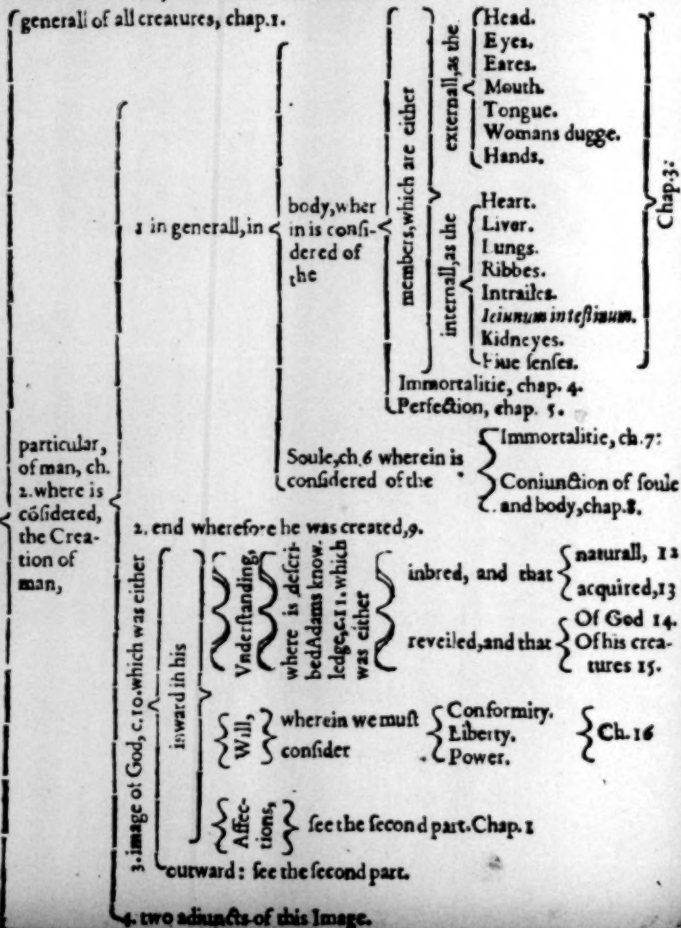 generall of all creatures, chap.1.
particular,
of man, ch.
2.where is
cōſidered,
the Crea-
tion of
man,
1 in generall, in
body, wher
in is conſi-
dered of
the
members, which are either
externall, as the
Head.
Eyes.
Eares.
Mouth.
Tongue.
Womans dugge.
Hands.
internall, as the
Heart.
Liver.
Lungs.
Ribbes.
Intrailes.
Ieiunum inteſtinum.
Kidneyes.
Fiue ſenſes.
Chap.3:
Immortalitie, chap. 4.
Perfection, chap. 5.
Soule, ch.6 wherein is
conſidered of the
Immortalitie, ch.7:
Coniunction of ſoule
and body, chap.8.
2. end wherefore he was created, 9.
3. image of God, c.10. which was either
inward in his
Vnderſtanding,
where is deſcri-
bed Adams know.
ledge, c.11. which
was either
inbred, and that
naturall, 12
acquired, 13
reveiled, and that
Of God 14.
Of his crea-
tures 15.
Will,
wherein we muſt
conſider
Conformity.
Liberty.
Power.
Ch.16
Affec-
tions,
ſee the ſecond part. Chap. 1
outward: ſee the ſecond part.
4. two adiuncts of this Image.